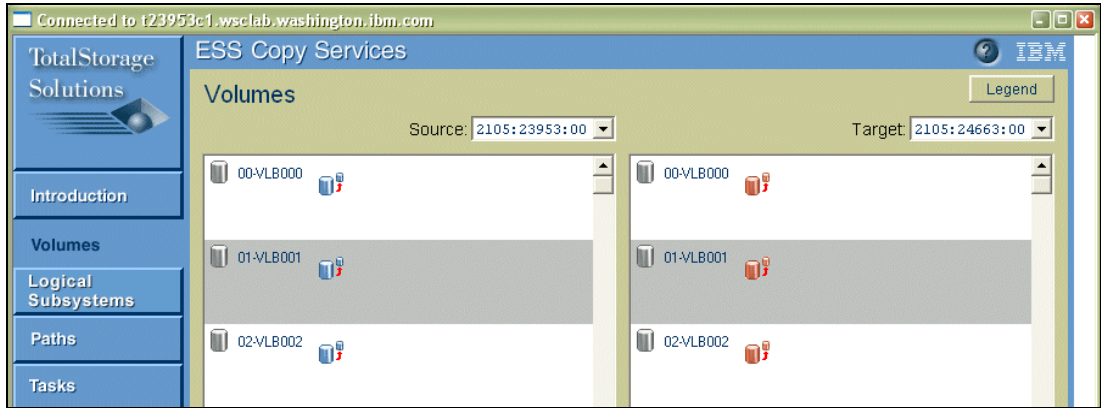 Connected to t23953c1.wsclab.washington.ibm.com
TotalStorage
Solutions
ESS Copy Services
? IBM
Volumes
Legend
Source: 2105:23953:00
Target: 2105:24663:00
Introduction
Volumes
Logical
Subsystems
Paths
Tasks
00-VLB000
00-VLB000
01-VLB001
01-VLB001
02-VLB002
02-VLB002